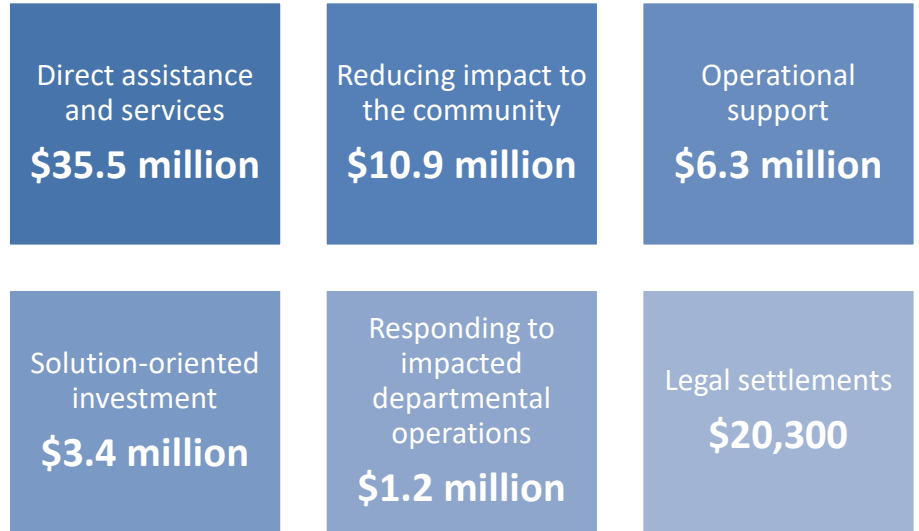 Direct assistance
and services
$35.5 million
Reducing impact to
the community
$10.9 million
Operational
support
$6.3 million
Solution-oriented
investment
$3.4 million
Responding to
impacted
departmental
operations
$1.2 million
Legal settlements
$20,300